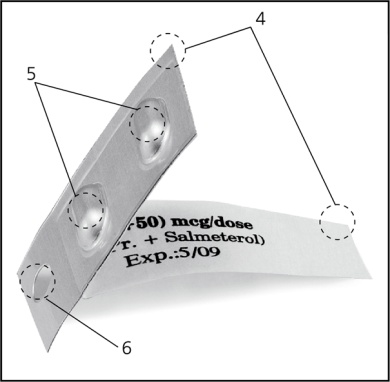 4
5
-50) mcg/dose
r. + Salmeterol)
Exp.:5/09
6